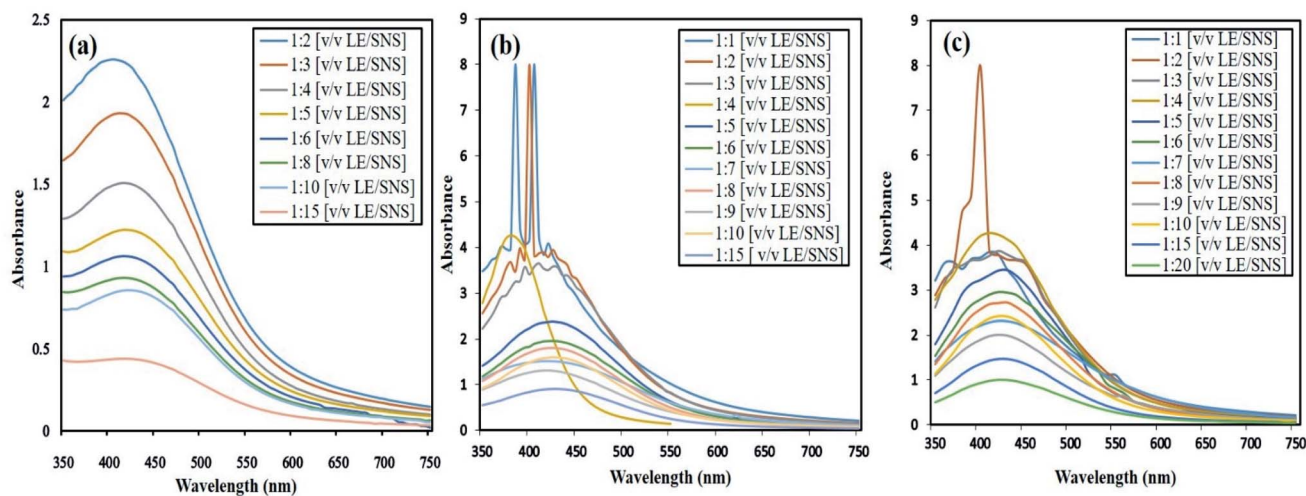 (a)
2.5
2
1.5
1
0.5
0
Absorbance
1:2 [v/v LE/SNS]
1:3 [v/v LE/SNS]
1:4 [v/v LE/SNS]
1:5 [v/v LE/SNS]
1:6 [v/v LE/SNS]
1:8 [v/v LE/SNS]
1:10 [v/v LE/SNS]
1:15 [v/v LE/SNS]
350 400 450 500 550 600 650 700 750
Wavelength (nm)
(b)
9
8
7
6
5
4
3
2
1
0
Absorbance
1:1 [v/v LE/SNS]
1:2 [v/v LE/SNS]
1:3 [v/v LE/SNS]
1:4 [v/v LE/SNS]
1:5 [v/v LE/SNS]
1:6 [v/v LE/SNS]
1:7 [v/v LE/SNS]
1:8 [v/v LE/SNS]
1:9 [v/v LE/SNS]
1:10 [v/v LE/SNS]
1:15 [ v/v LE/SNS]
350 400 450 500 550 600 650 700 750
Wavelength (nm)
(c)
9
8
7
6
5
4
3
2
1
0
Absorbance
1:1 [v/v LE/SNS]
1:2 [v/v LE/SNS]
1:3 [v/v LE/SNS]
1:4 [v/v LE/SNS]
1:5 [v/v LE/SNS]
1:6 [v/v LE/SNS]
1:7 [v/v LE/SNS]
1:8 [v/v LE/SNS]
1:9 [v/v LE/SNS]
1:10 [v/v LE/SNS]
1:15 [v/v LE/SNS]
1:20 [v/v LE/SNS]
350 400 450 500 550 600 650 700 750
Wavelength (nm)